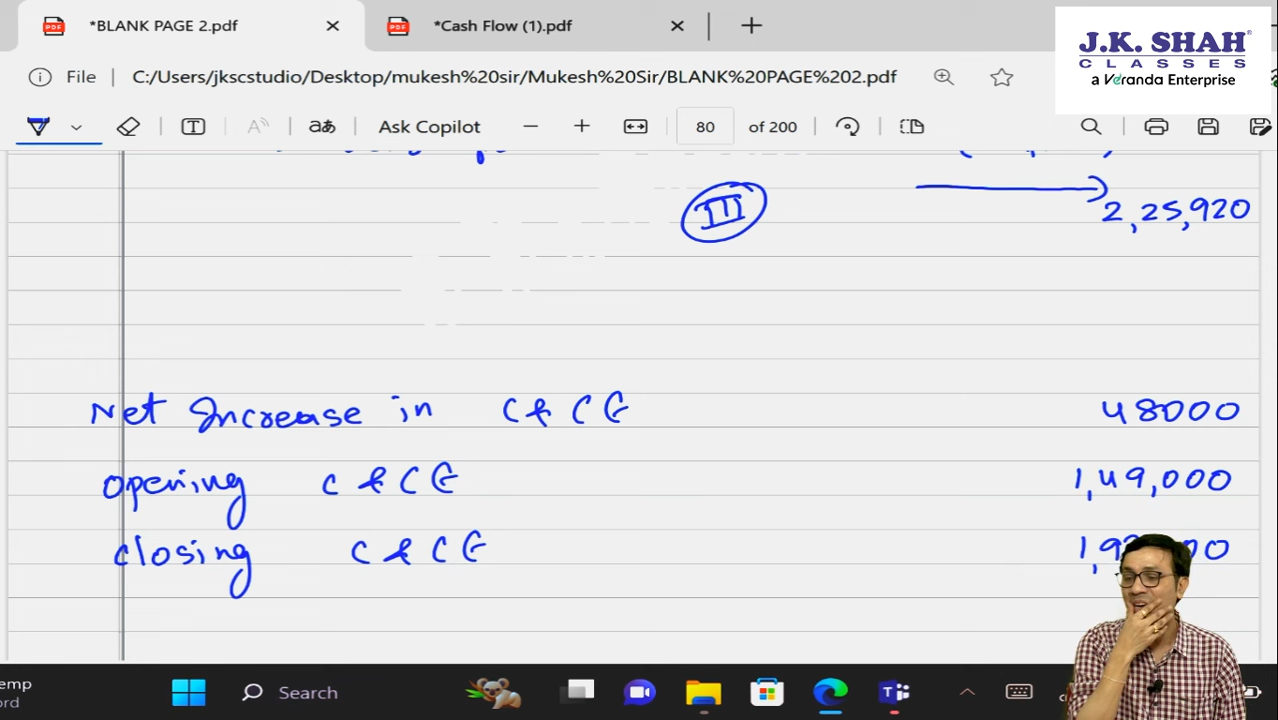 *BLANK PAGE 2.pdf
*Cash Flow (1).pdf
J.K. SHAH
CLASSES
a Veranda Enterprise
File
C:/Users/jkscstudio/Desktop/mukesh%20sir/Mukesh%20Sir/BLANK%20PAGE%202.pdf
Ask Copilot
80 of 200
III
2,25,920
Net Increase in C & CE 48000
opening C & CE 1,49,000
closing C & CE
emp
ord
Search